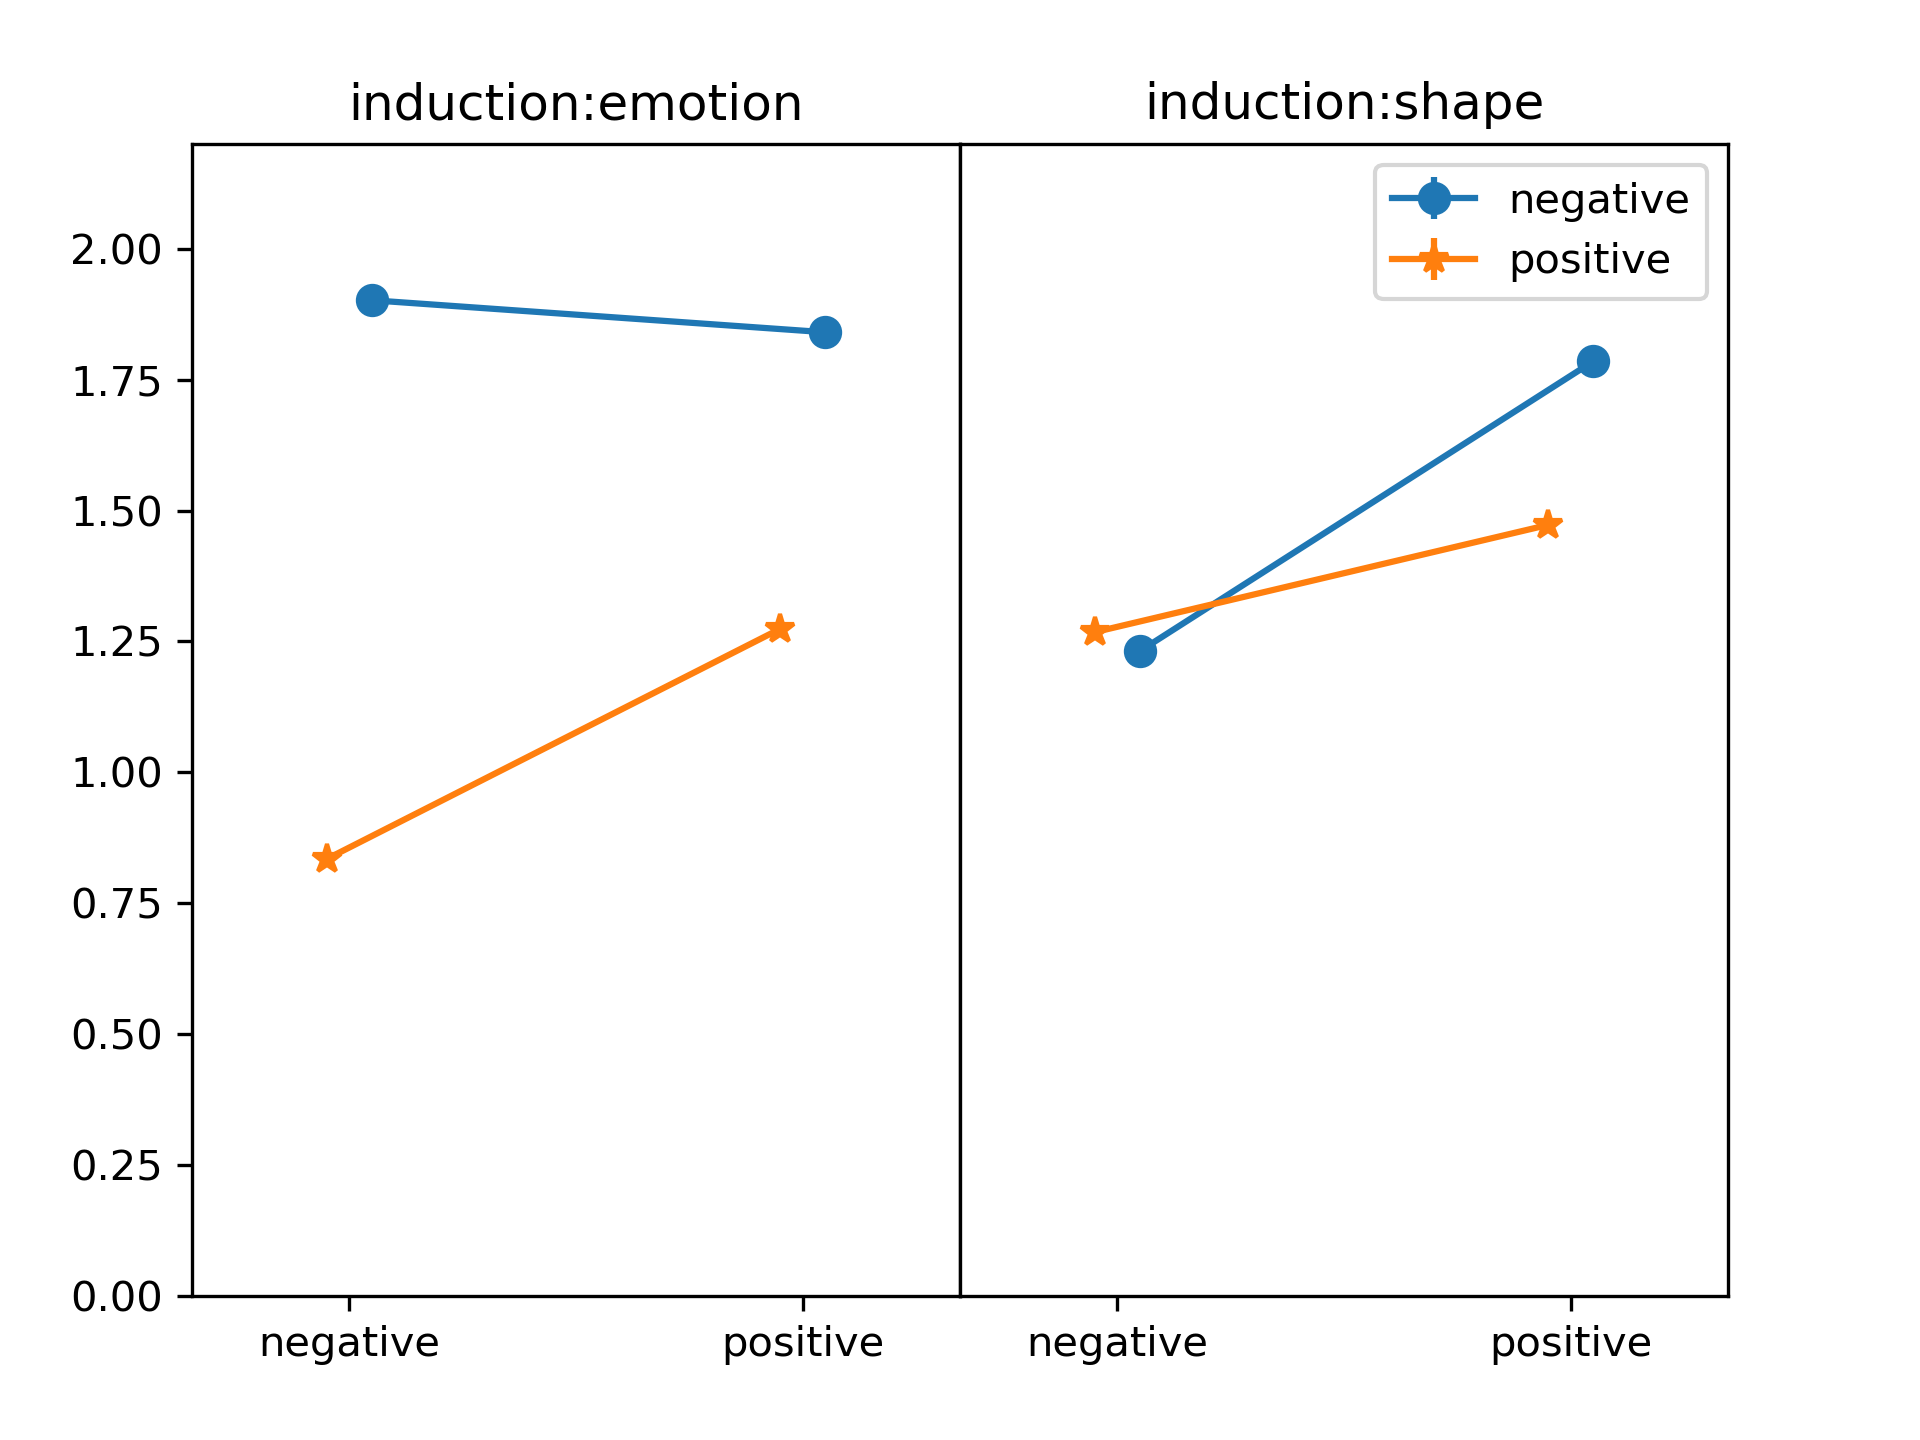 induction:emotion
induction:shape
negative
positive
2.00
1.75
1.50
1.25
1.00
0.75
0.50
0.25
0.00
negative
positive
negative
positive